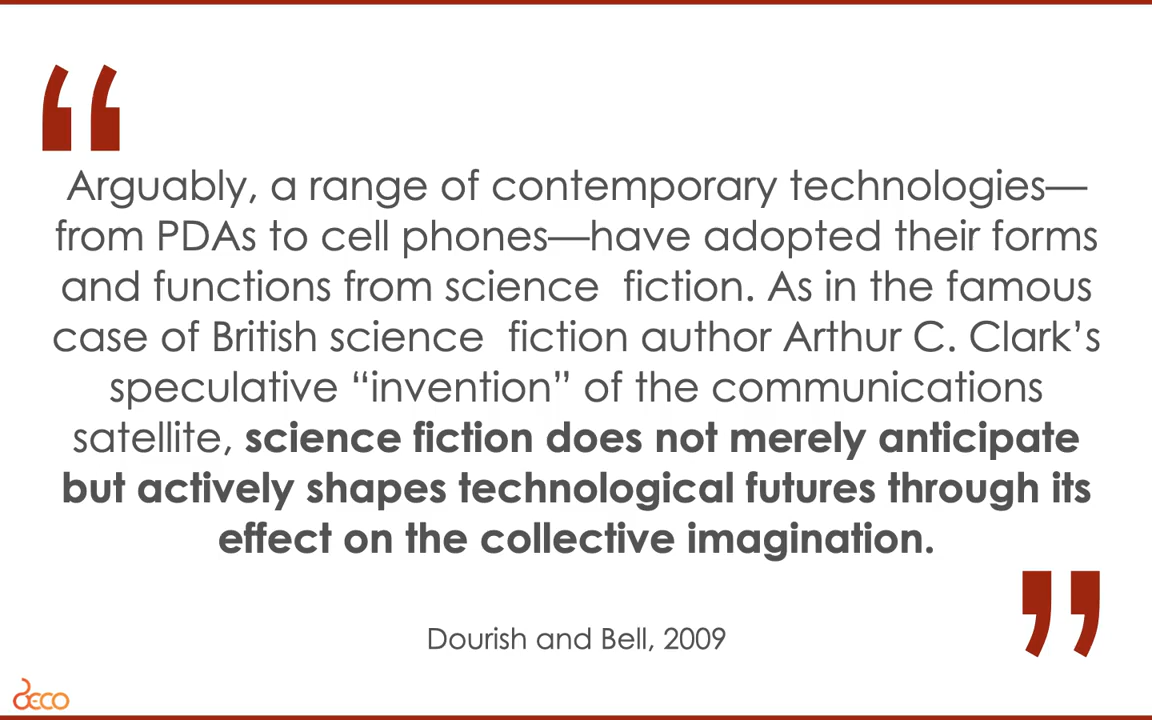 “
Arguably, a range of contemporary technologies—
from PDAs to cell phones—have adopted their forms
and functions from science  fiction. As in the famous
case of British science  fiction author Arthur C. Clark’s
speculative “invention” of the communications
satellite, science fiction does not merely anticipate
but actively shapes technological futures through its
effect on the collective imagination.
”
Dourish and Bell, 2009
DECO